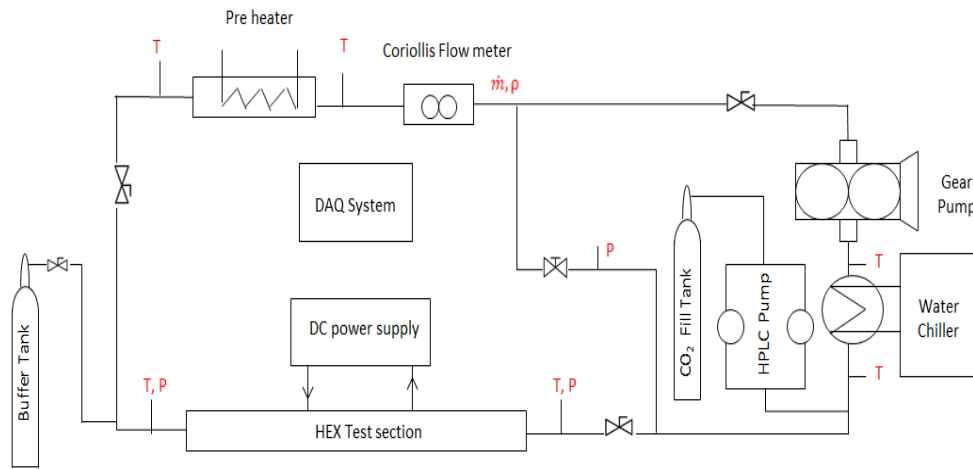 Pre heater
T
T
Coriollis Flow meter
ṁ, ρ
DAQ System
Gear
Pump
P
T
CO₂ Fill Tank
HPLC Pump
Water
Chiller
Buffer Tank
DC power supply
T, P
T, P
T
HEX Test section